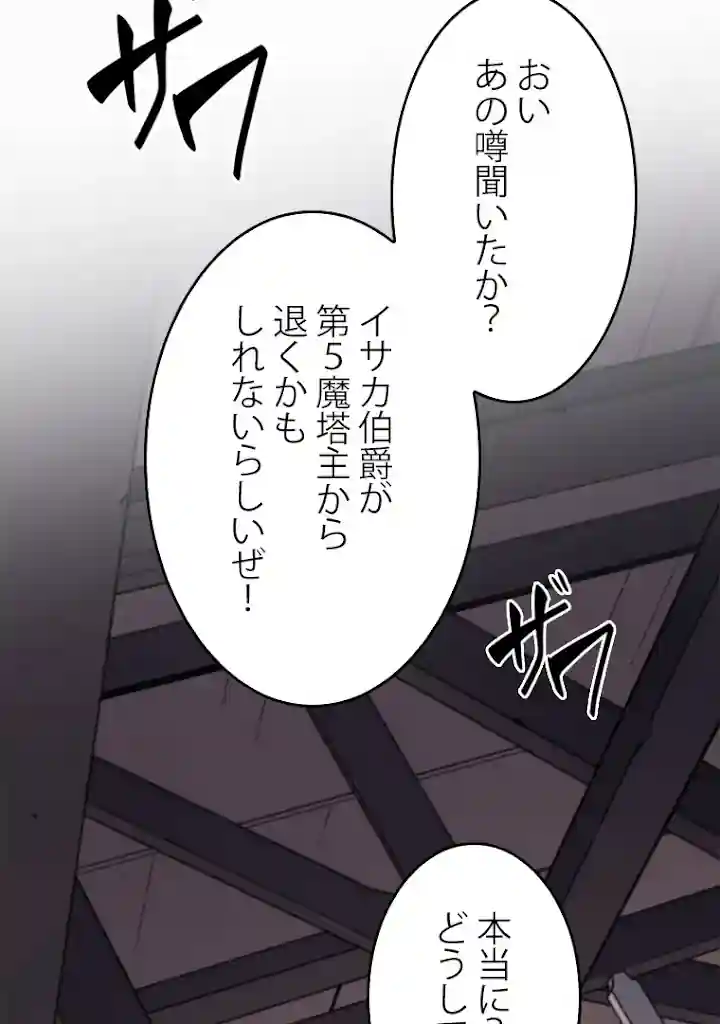 ザワ
おい
あの噂聞いたか？
イサカ伯爵が
第5魔塔主から
退くかも
しれないらしいぜ！
ザワ
本当に？
どうして